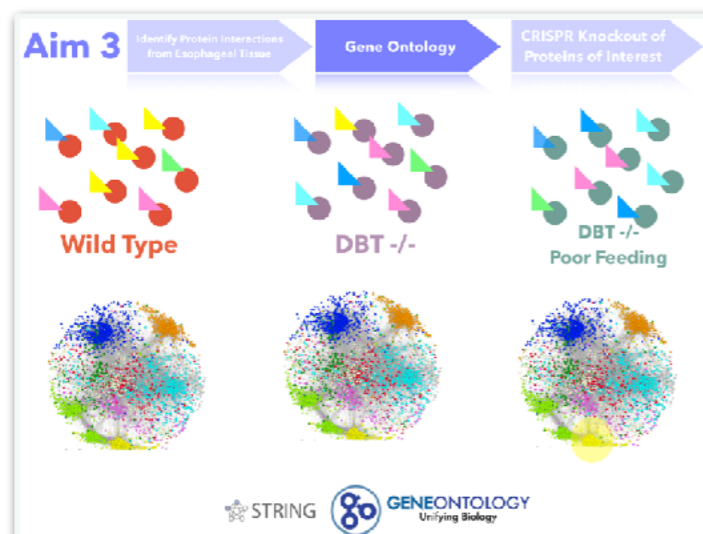 Aim 3
Identify Protein Interactions
from Esophageal Tissue
Gene Ontology
CRISPR Knockout of
Proteins of Interest
Wild Type
DBT -/-
DBT -/-
Poor Feeding
STRING
GENEONTOLOGY
Unifying Biology